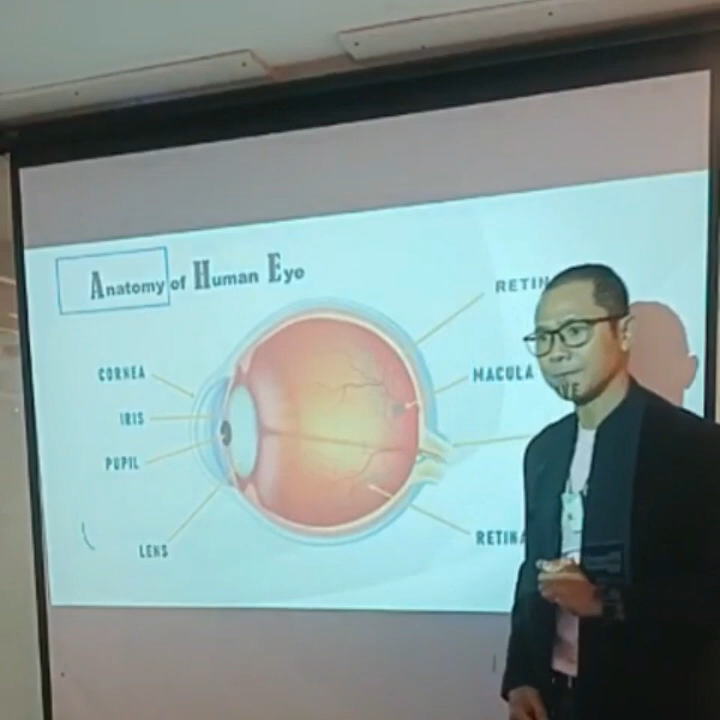 Anatomy of Human Eye
RETIN
CORNEA
MACULA
IRIS
PUPIL
RETINA
LENS